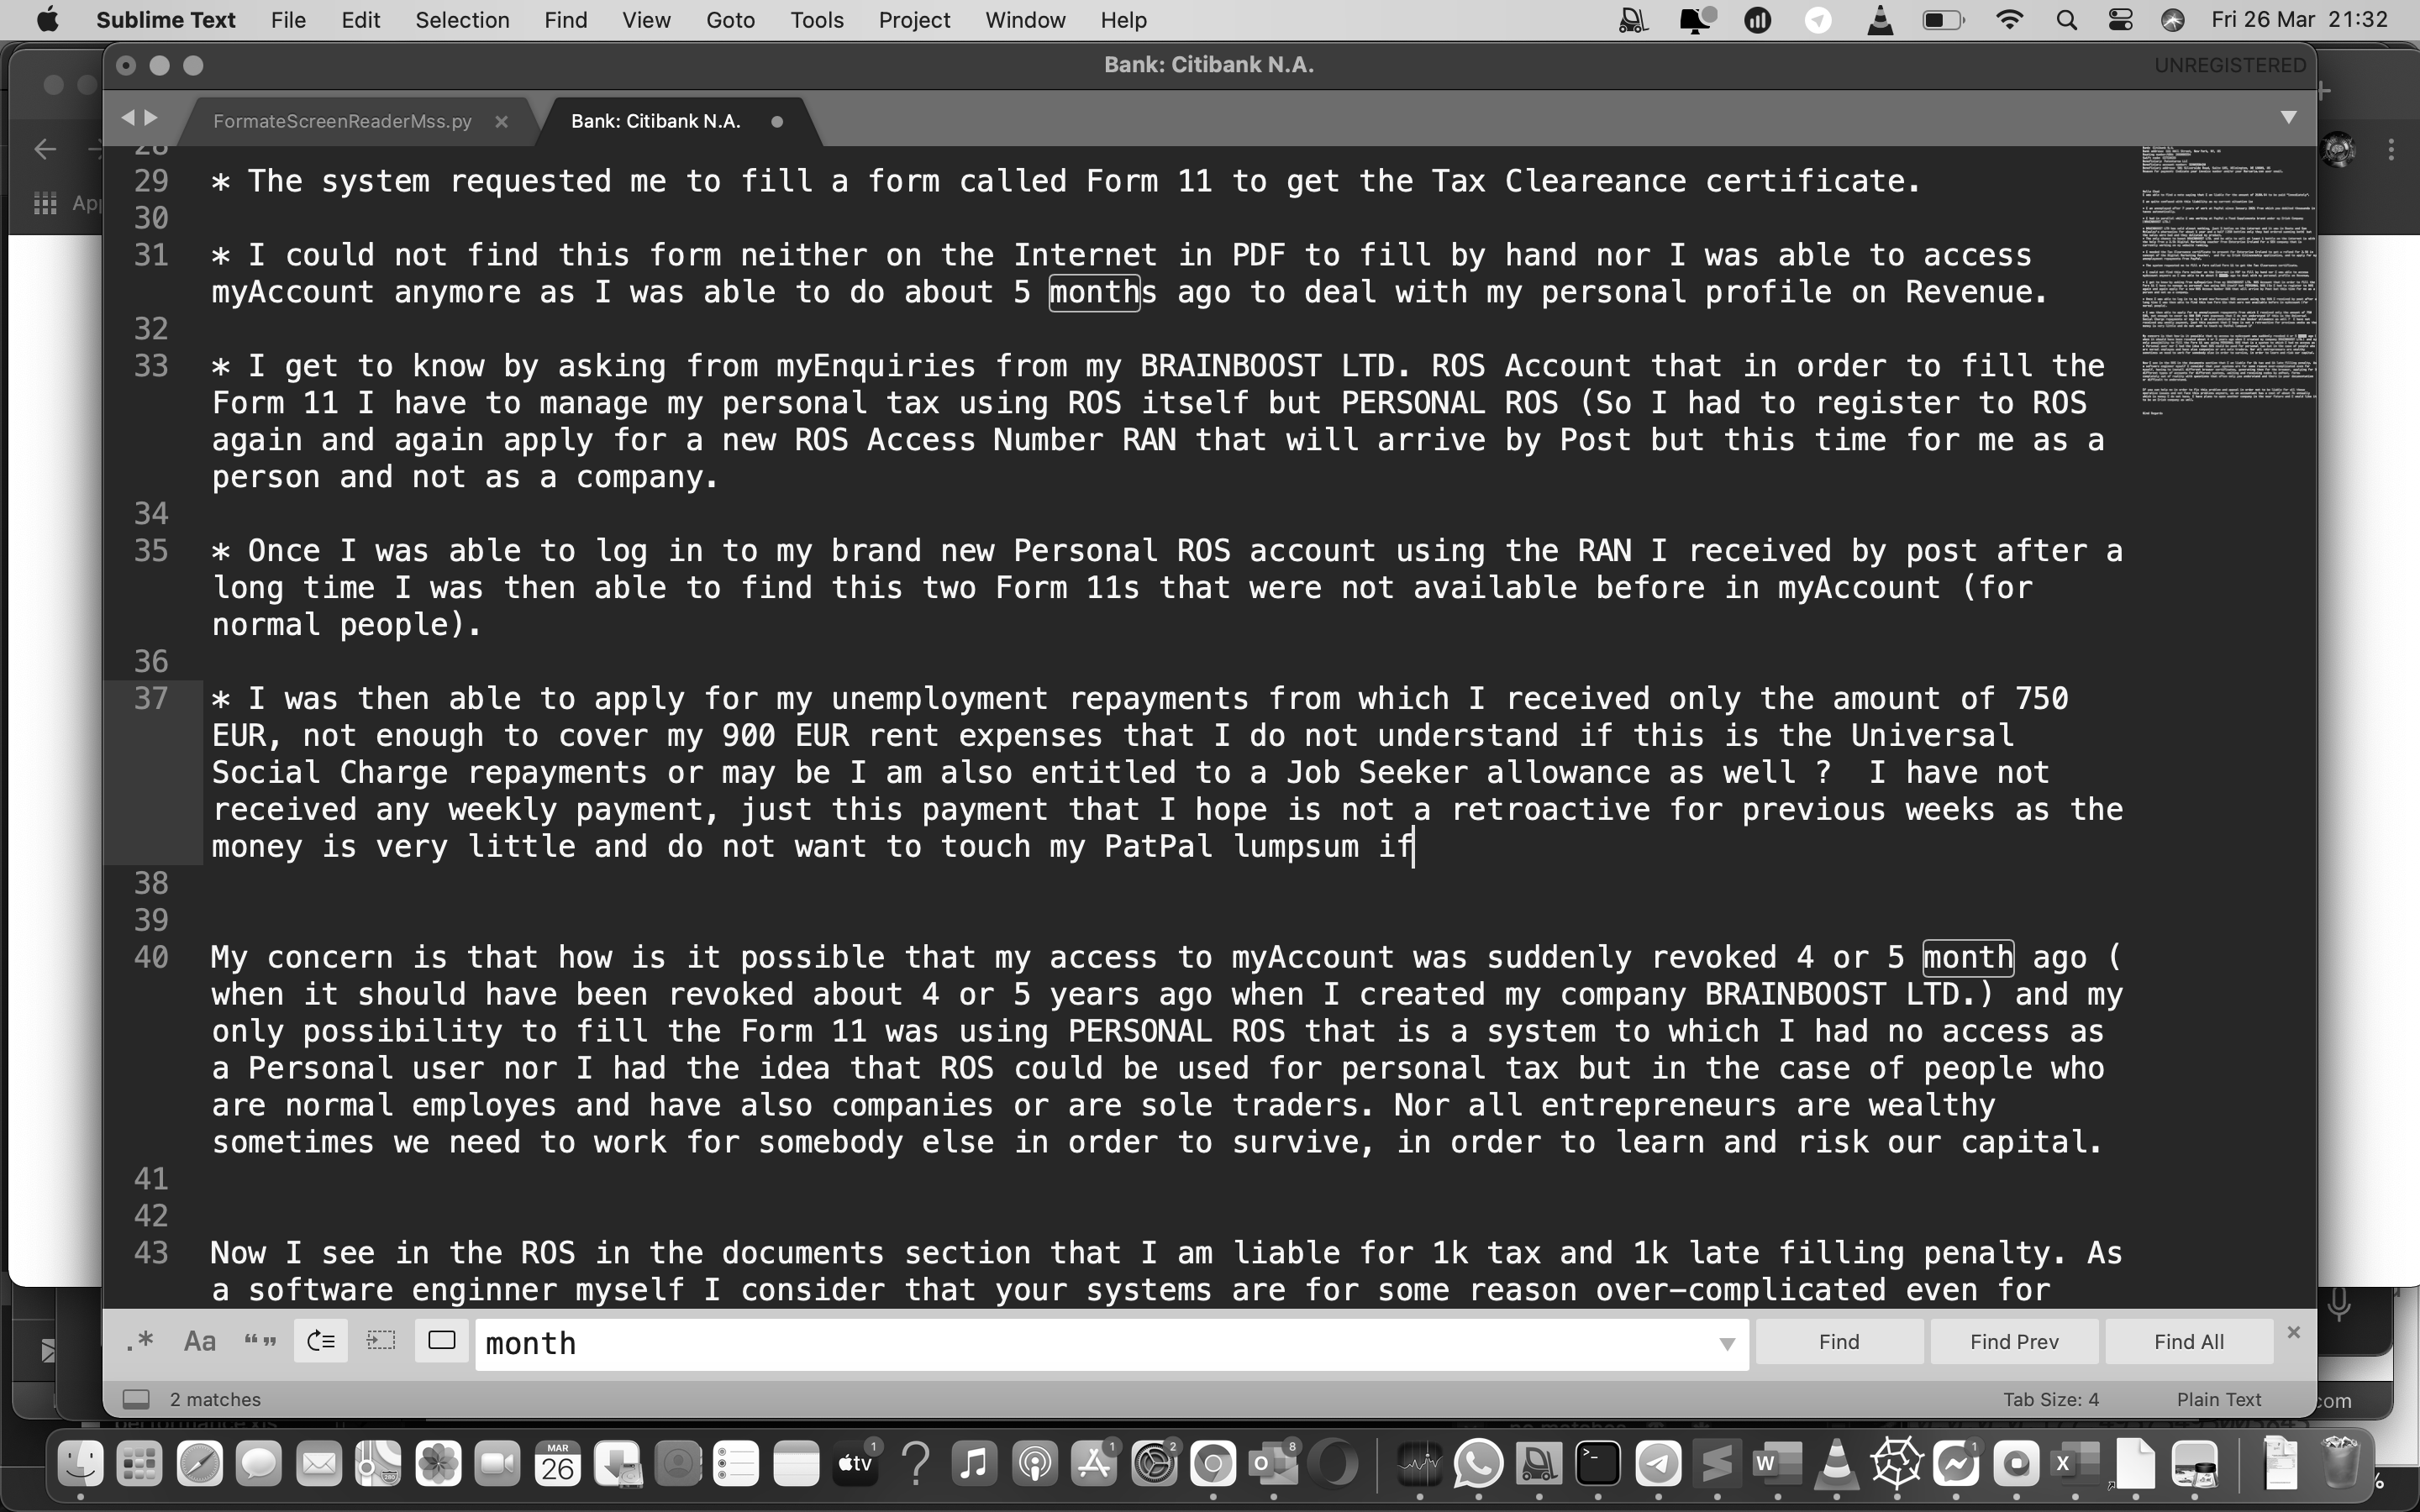 Sublime Text File Edit Selection Find View Goto Tools Project Window Help Fri 26 Mar 21:32
Bank: Citibank N.A. UNREGISTERED
FormateScreenReaderMss.py Bank: Citibank N.A.
28
29 * The system requested me to fill a form called Form 11 to get the Tax Cleareance certificate.
30
31 * I could not find this form neither on the Internet in PDF to fill by hand nor I was able to access
myAccount anymore as I was able to do about 5 months ago to deal with my personal profile on Revenue.
32
33 * I get to know by asking from myEnquiries from my BRAINBOOST LTD. ROS Account that in order to fill the
Form 11 I have to manage my personal tax using ROS itself but PERSONAL ROS (So I had to register to ROS
again and again apply for a new ROS Access Number RAN that will arrive by Post but this time for me as a
person and not as a company.
34
35 * Once I was able to log in to my brand new Personal ROS account using the RAN I received by post after a
long time I was then able to find this two Form 11s that were not available before in myAccount (for
normal people).
36
37 * I was then able to apply for my unemployment repayments from which I received only the amount of 750
EUR, not enough to cover my 900 EUR rent expenses that I do not understand if this is the Universal
Social Charge repayments or may be I am also entitled to a Job Seeker allowance as well ?  I have not
received any weekly payment, just this payment that I hope is not a retroactive for previous weeks as the
money is very little and do not want to touch my PatPal lumpsum if
38
39
40 My concern is that how is it possible that my access to myAccount was suddenly revoked 4 or 5 month ago (
when it should have been revoked about 4 or 5 years ago when I created my company BRAINBOOST LTD.) and my
only possibility to fill the Form 11 was using PERSONAL ROS that is a system to which I had no access as
a Personal user nor I had the idea that ROS could be used for personal tax but in the case of people who
are normal employes and have also companies or are sole traders. Nor all entrepreneurs are wealthy
sometimes we need to work for somebody else in order to survive, in order to learn and risk our capital.
41
42
43 Now I see in the ROS in the documents section that I am liable for 1k tax and 1k late filling penalty. As
a software enginner myself I consider that your systems are for some reason over-complicated even for
.* Aa “” month Find Find Prev Find All
2 matches Tab Size: 4 Plain Text
com
MAR
26
tv 1 1 2 8 1